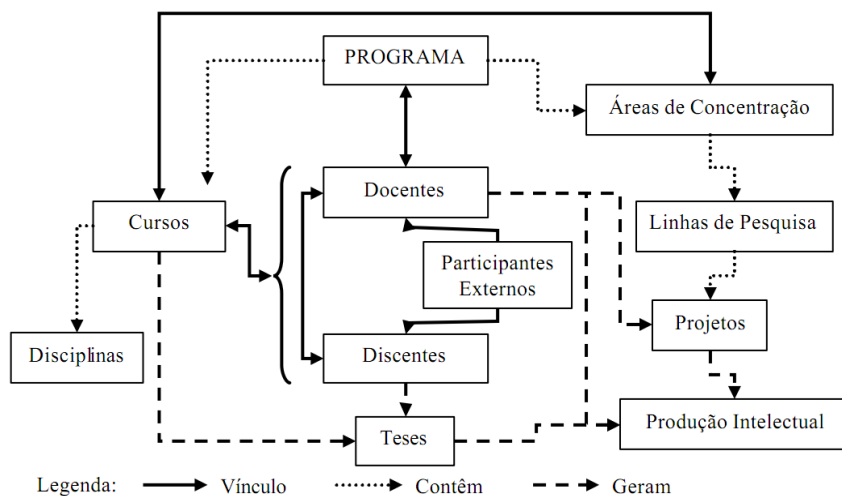 PROGRAMA
Áreas de Concentração
Docentes
Cursos
Linhas de Pesquisa
Participantes
Externos
Projetos
Disciplinas
Discentes
Produção Intelectual
Teses
Legenda: Vínculo Contêm Geram